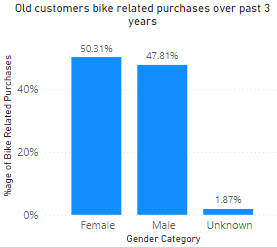 Old customers bike related purchases over past 3
years
50.31%
47.81%
1.87%
40%
20%
0%
%age of Bike Related Purchases
Female
Male
Unknown
Gender Category